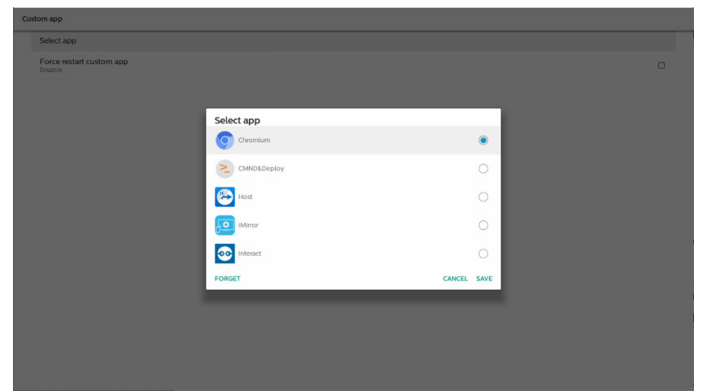 Custom app
Select app
Force restart custom app
Disable
Select app
Chromium
CMND&Deploy
Host
iMirror
Interact
FORGET
CANCEL SAVE